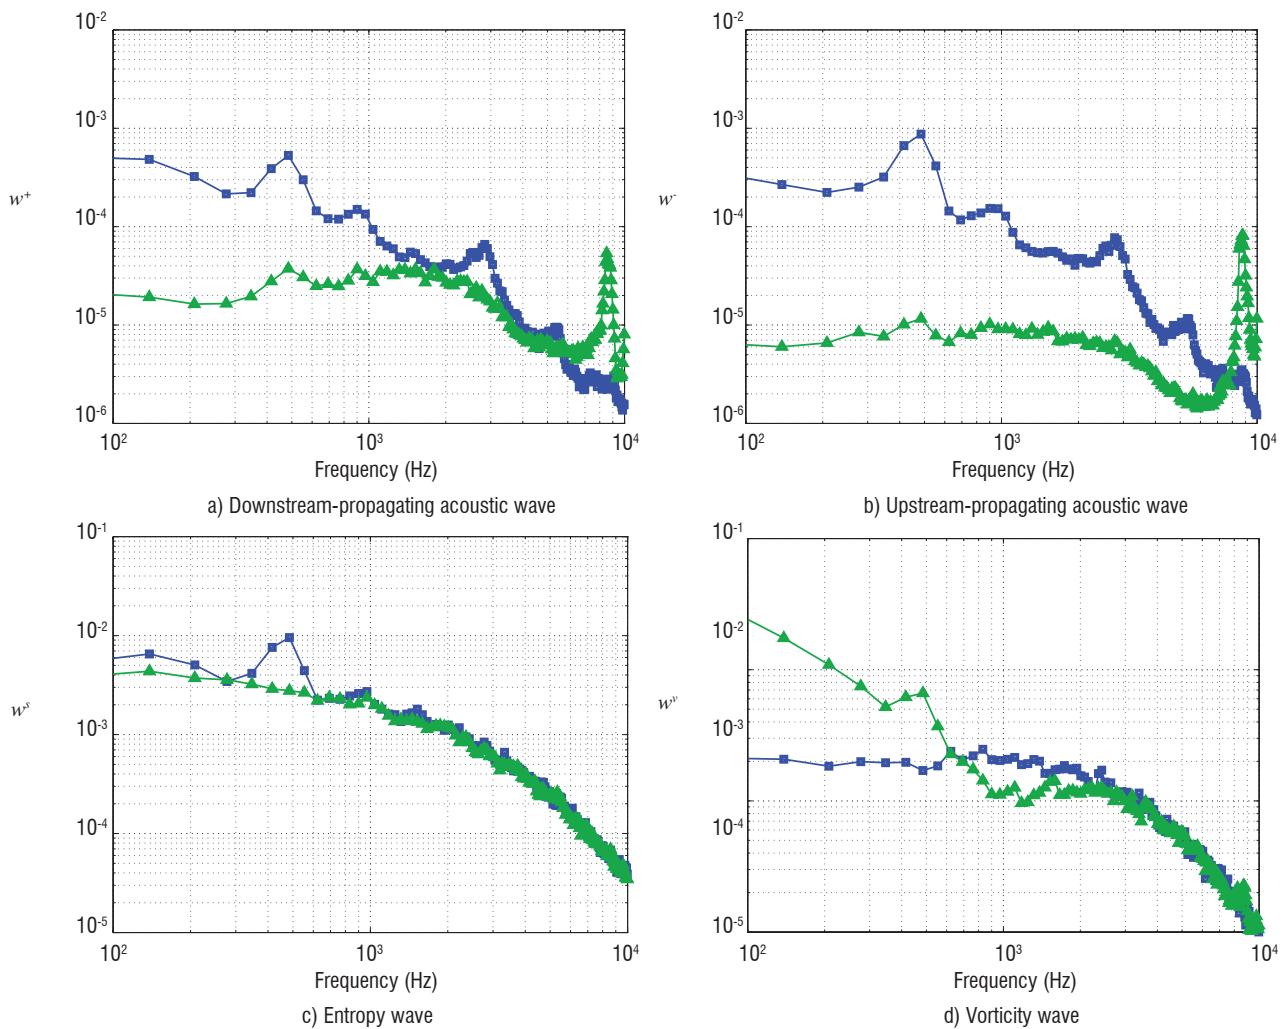 10-2
10-3
10-4
10-5
10-6
w+
10² 10³ 10⁴
Frequency (Hz)
a) Downstream-propagating acoustic wave
10-2
10-3
10-4
10-5
10-6
w-
10² 10³ 10⁴
Frequency (Hz)
b) Upstream-propagating acoustic wave
10-1
10-2
10-3
10-4
10-5
wˢ
10² 10³ 10⁴
Frequency (Hz)
c) Entropy wave
10-1
10-2
10-3
10-4
10-5
wᵛ
10² 10³ 10⁴
Frequency (Hz)
d) Vorticity wave